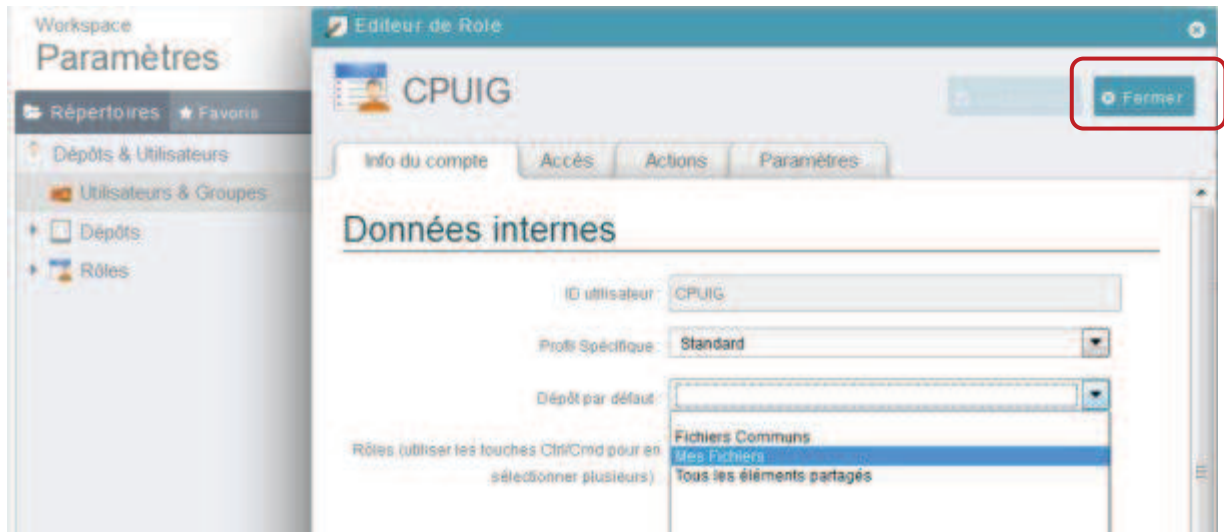 Workspace
Paramètres
Répertoires ★ Favoris
Dépôts & Utilisateurs
Utilisateurs & Groupes
Dépôts
Rôles
Editeur de Role
CPUIG
Fermer
Info du compte Accès Actions Paramètres
Données internes
ID utilisateur : CPUIG
Profil Spécifique : Standard
Dépôt par défaut :
Fichiers Communs
Mes Fichiers
Tous les éléments partagés
Rôles (utiliser les touches Ctrl/Cmd pour en
sélectionner plusieurs) :